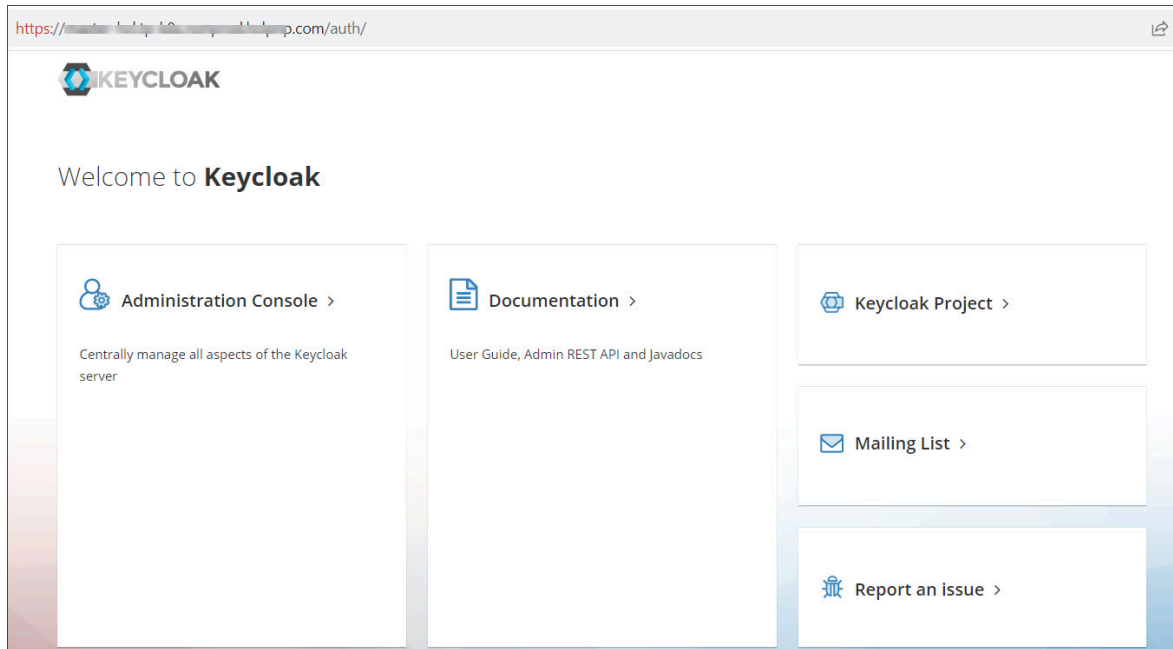 https://
p.com/auth/
KEYCLOAK
Welcome to Keycloak
Administration Console >
Centrally manage all aspects of the Keycloak
server
Documentation >
User Guide, Admin REST API and Javadocs
Keycloak Project >
Mailing List >
Report an issue >